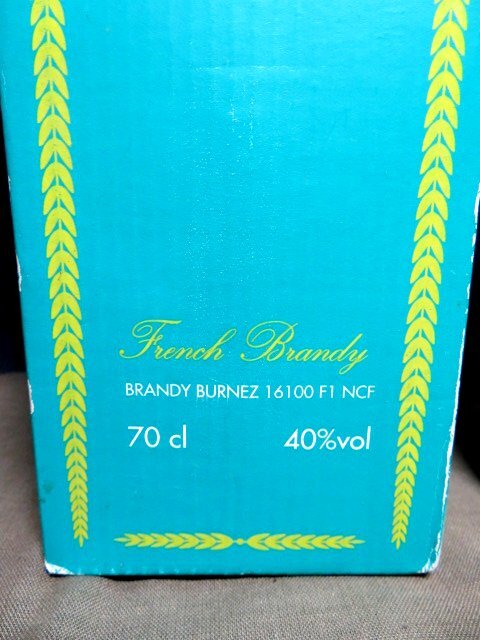 French Brandy
BRANDY BURNEZ 16100 F1 NCF
70 cl 40%vol